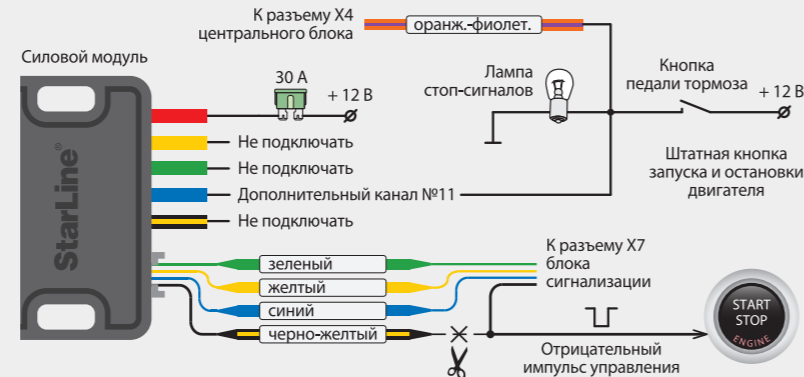 К разъему X4
центрального блока
оранж.-фиолет.
Силовой модуль
30 А
+ 12 В
Лампа
стоп-сигналов
Кнопка
педали тормоза
+ 12 В
Не подключать
Не подключать
Дополнительный канал №11
Не подключать
Штатная кнопка
запуска и остановки
двигателя
StarLine®
зеленый
желтый
синий
черно-желтый
К разъему X7
блока
сигнализации
Отрицательный
импульс управления
START
STOP
ENGINE